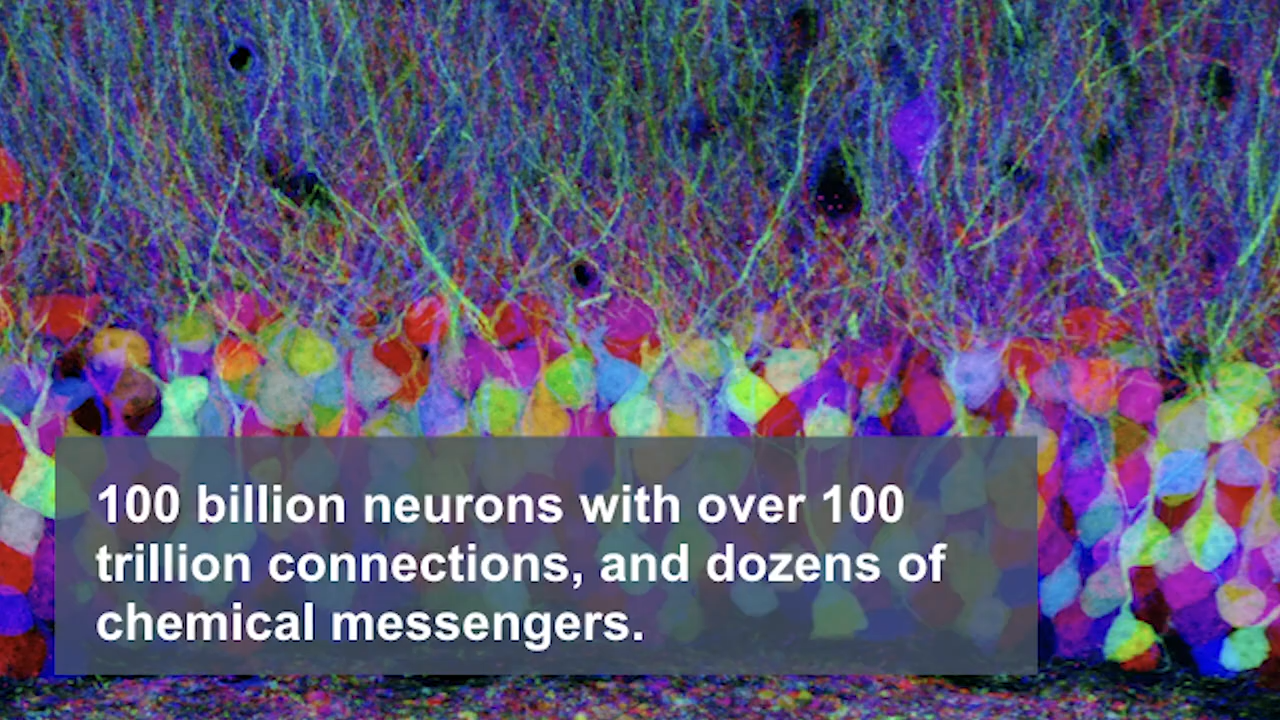 100 billion neurons with over 100
trillion connections, and dozens of
chemical messengers.